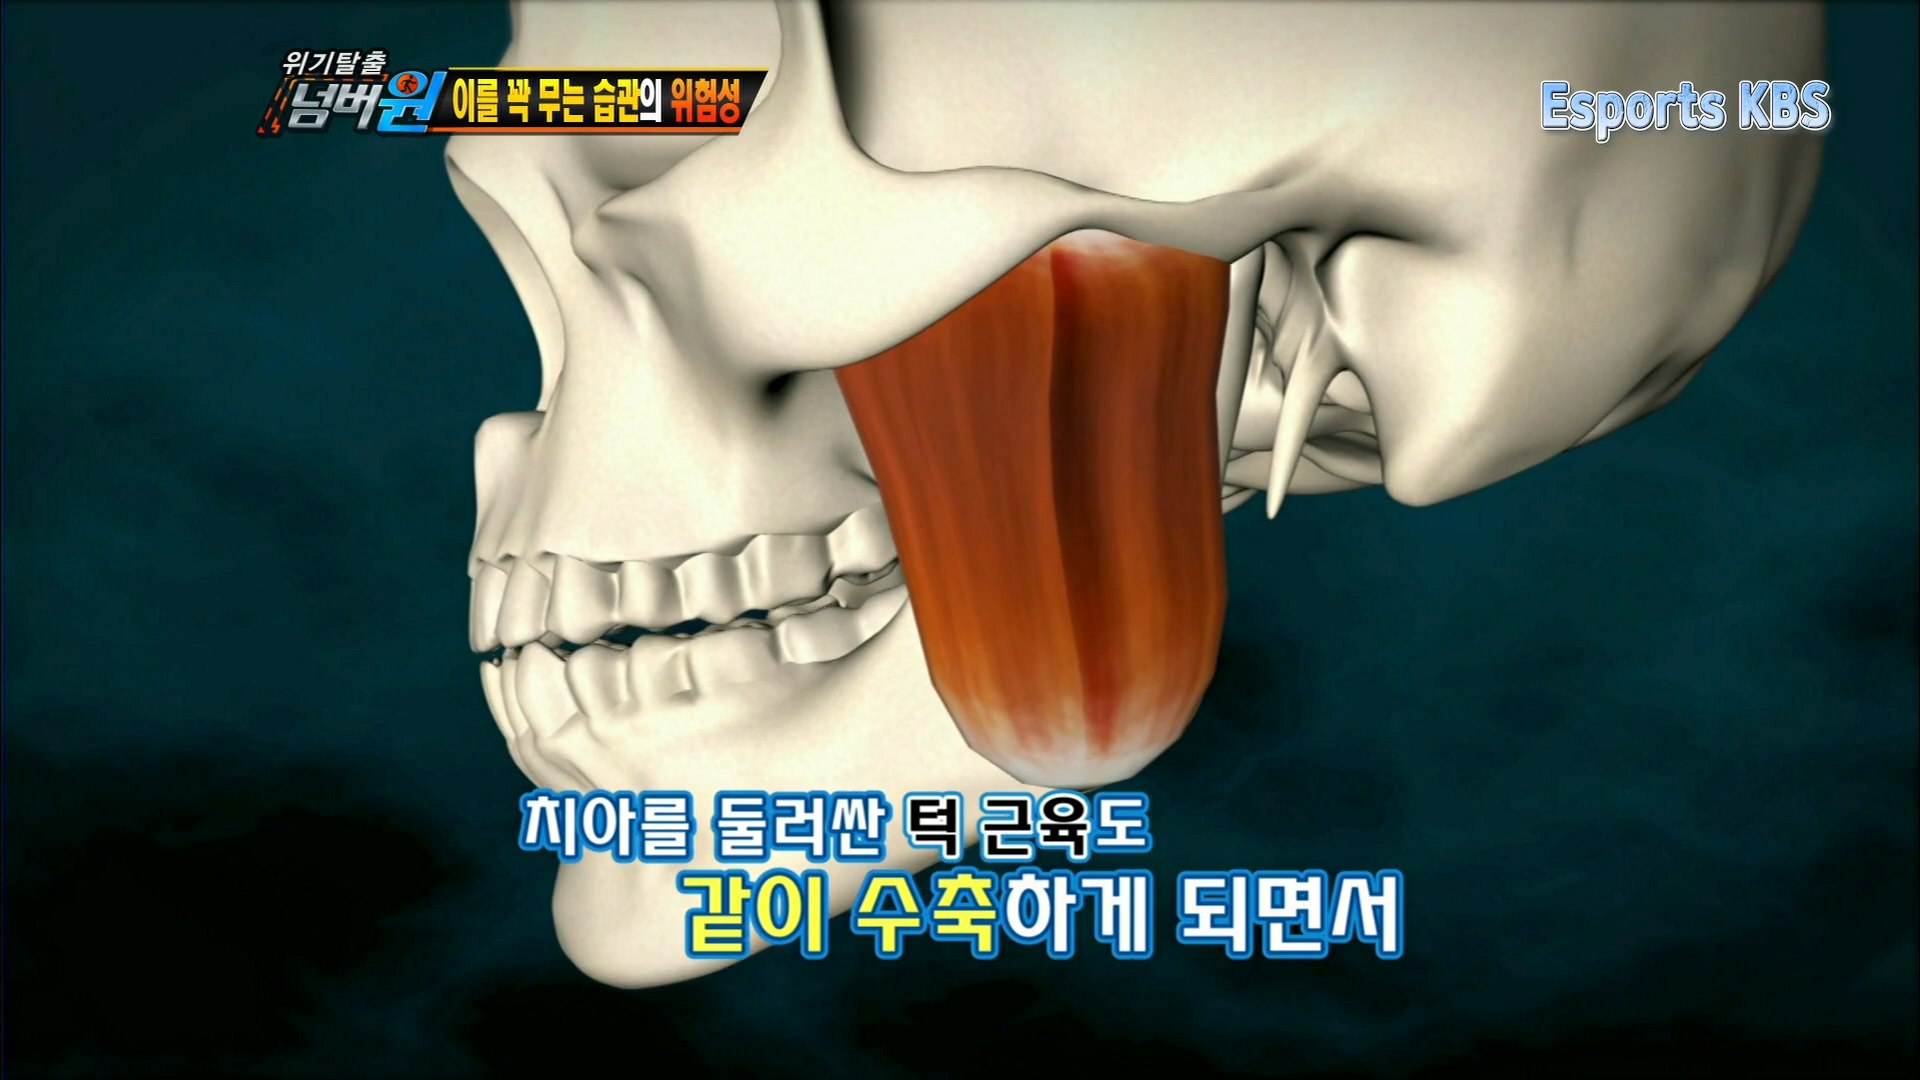 위기탈출
넘버원
이를 꽉 무는 습관의 위험성
Esports KBS
치아를 둘러싼 턱 근육도
같이 수축하게 되면서